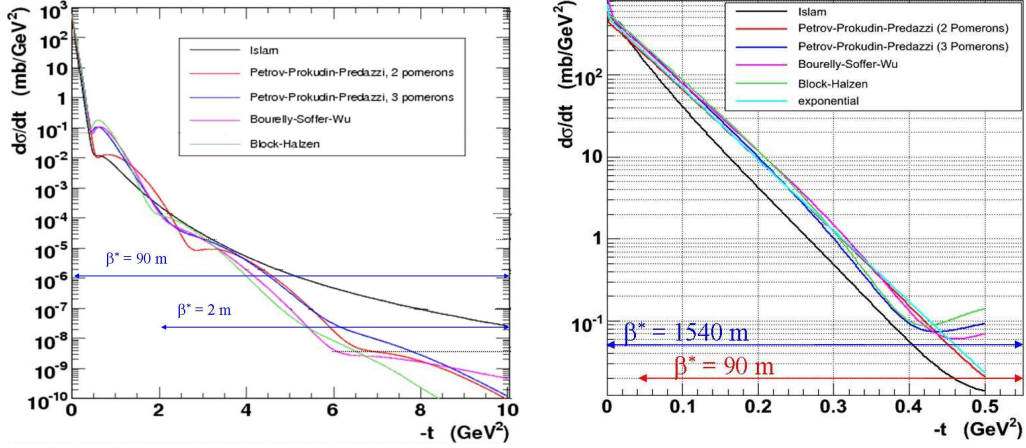 dσ/dt (mb/GeV²)
10³
10²
10
1
10⁻¹
10⁻²
10⁻³
10⁻⁴
10⁻⁵
10⁻⁶
10⁻⁷
10⁻⁸
10⁻⁹
10⁻¹⁰
Islam
Petrov-Prokudin-Predazzi, 2 pomerons
Petrov-Prokudin-Predazzi, 3 pomerons
Bourelly-Soffer-Wu
Block-Halzen
β* = 90 m
β* = 2 m
0 2 4 6 8 10
-t (GeV²)
dσ/dt (mb/GeV²)
10²
10
1
10⁻¹
Islam
Petrov-Prokudin-Predazzi (2 Pomerons)
Petrov-Prokudin-Predazzi (3 Pomerons)
Bourelly-Soffer-Wu
Block-Halzen
exponential
β* = 1540 m
β* = 90 m
0 0.1 0.2 0.3 0.4 0.5
-t (GeV²)